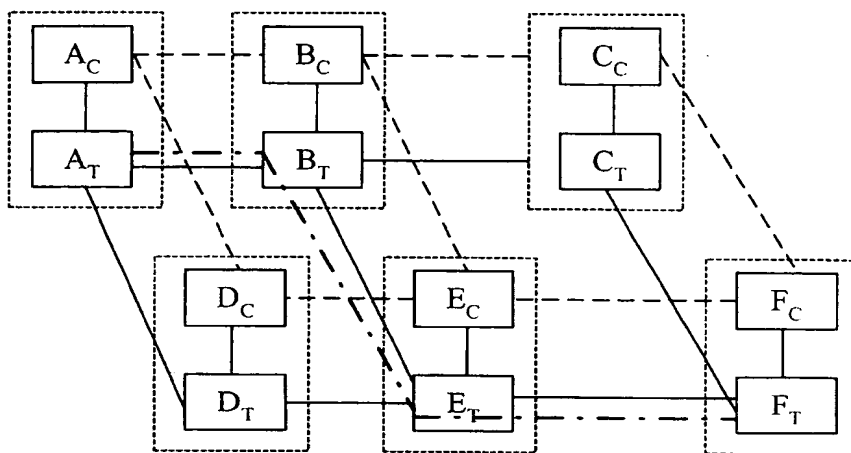 A_C B_C C_C
A_T B_T C_T
D_C E_C F_C
D_T E_T F_T